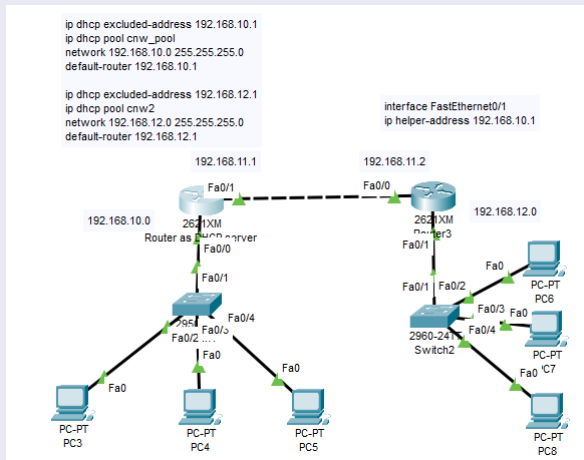 ip dhcp excluded-address 192.168.10.1
ip dhcp pool cnw_pool
network 192.168.10.0 255.255.255.0
default-router 192.168.10.1
ip dhcp excluded-address 192.168.12.1
ip dhcp pool cnw2
network 192.168.12.0 255.255.255.0
default-router 192.168.12.1
interface FastEthernet0/1
ip helper-address 192.168.10.1
192.168.11.1
192.168.11.2
Fa0/1
Fa0/0
192.168.10.0
2621XM
Router as DHCP server
Fa0/0
2621XM
Router3
192.168.12.0
Fa0/1
Fa0/1
Fa0/1
Fa0/2
Fa0
PC-PT
PC6
Fa0/3
Fa0
Fa0/4
2960-24
Switch2
PC-PT
Fa0/4
Fa0/2
Fa0
Fa0
Fa0
Fa0
PC-PT
PC3
PC-PT
PC4
PC-PT
PC5
PC-PT
PC8